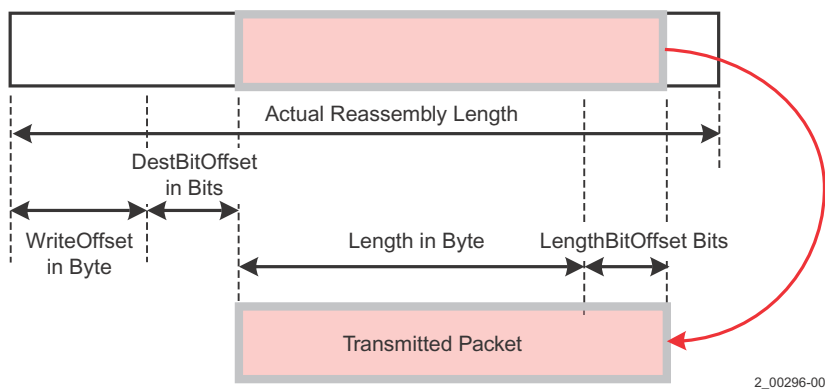 Actual Reassembly Length
DestBitOffset
in Bits
WriteOffset
in Byte
Length in Byte
LengthBitOffset Bits
Transmitted Packet
2_00296-00